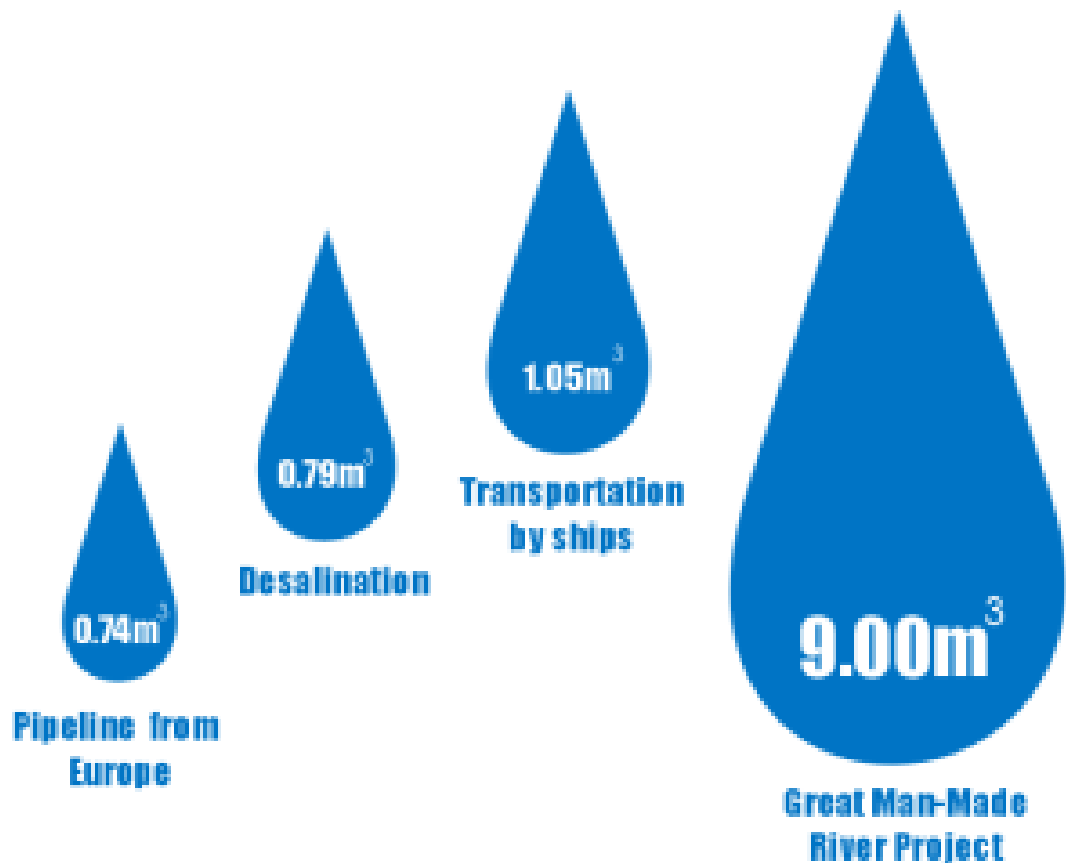 0.74m³
Pipeline from
Europe
0.79m³
Desalination
1.05m³
Transportation
by ships
9.00m³
Great Man-Made
River Project